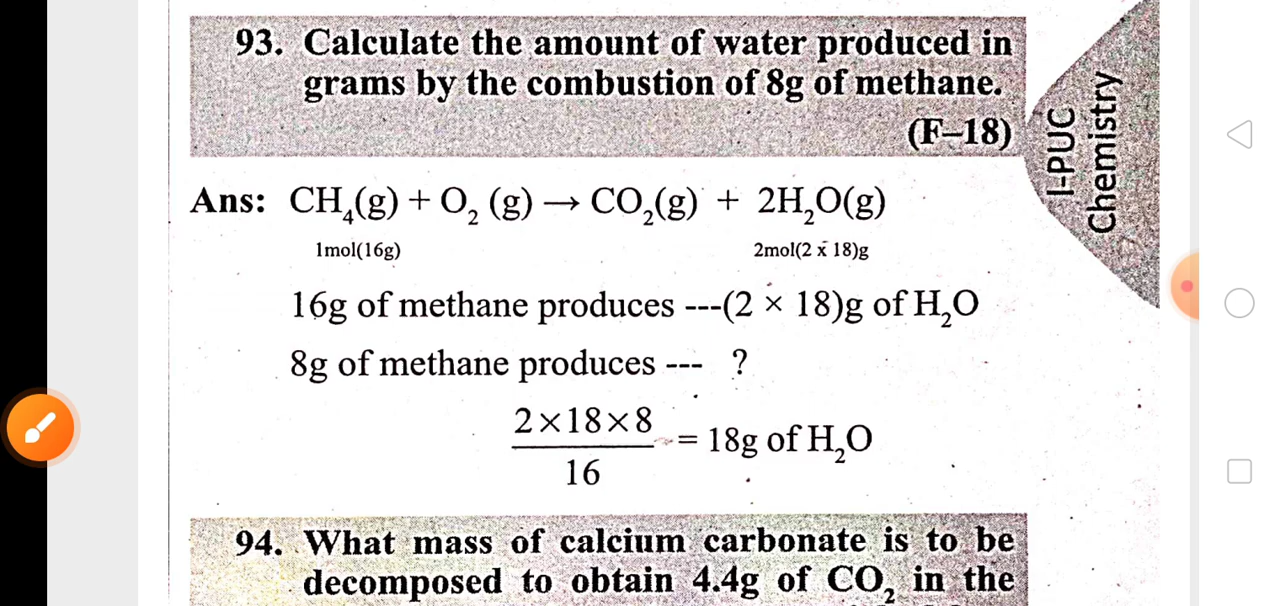 93. Calculate the amount of water produced in
grams by the combustion of 8g of methane.
(F–18)
I-PUC
Chemistry
Ans: CH₄(g) + O₂ (g) → CO₂(g) + 2H₂O(g)
1mol(16g) 2mol(2 x 18)g
16g of methane produces ---(2 × 18)g of H₂O
8g of methane produces --- ?
2×18×8
16
= 18g of H₂O
94. What mass of calcium carbonate is to be
decomposed to obtain 4.4g of CO₂ in the